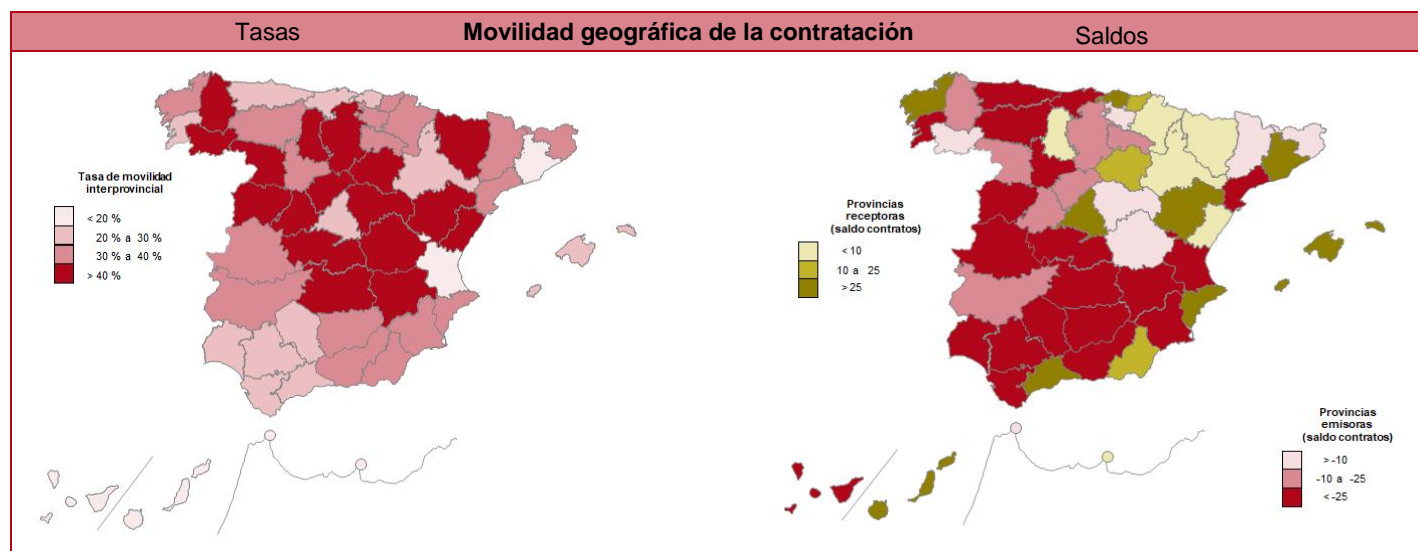 Tasas
Movilidad geográfica de la contratación
Saldos
Tasa de movilidad
interprovincial
< 20 %
20 % a 30 %
30 % a 40 %
> 40 %
Provincias
receptoras
(saldo contratos)
< 10
10 a 25
> 25
Provincias
emisoras
(saldo contratos)
> -10
-10 a -25
< -25